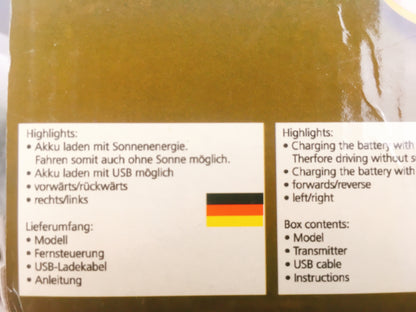 Highlights:
• Akku laden mit Sonnenenergie.
Fahren somit auch ohne Sonne möglich.
• Akku laden mit USB möglich
• vorwärts/rückwärts
• rechts/links
Lieferumfang:
• Modell
• Fernsteuerung
• USB-Ladekabel
• Anleitung
Highlights:
• Charging the battery with
Therfore driving without
• Charging the battery with
• forwards/reverse
• left/right
Box contents:
• Model
• Transmitter
• USB cable
• Instructions